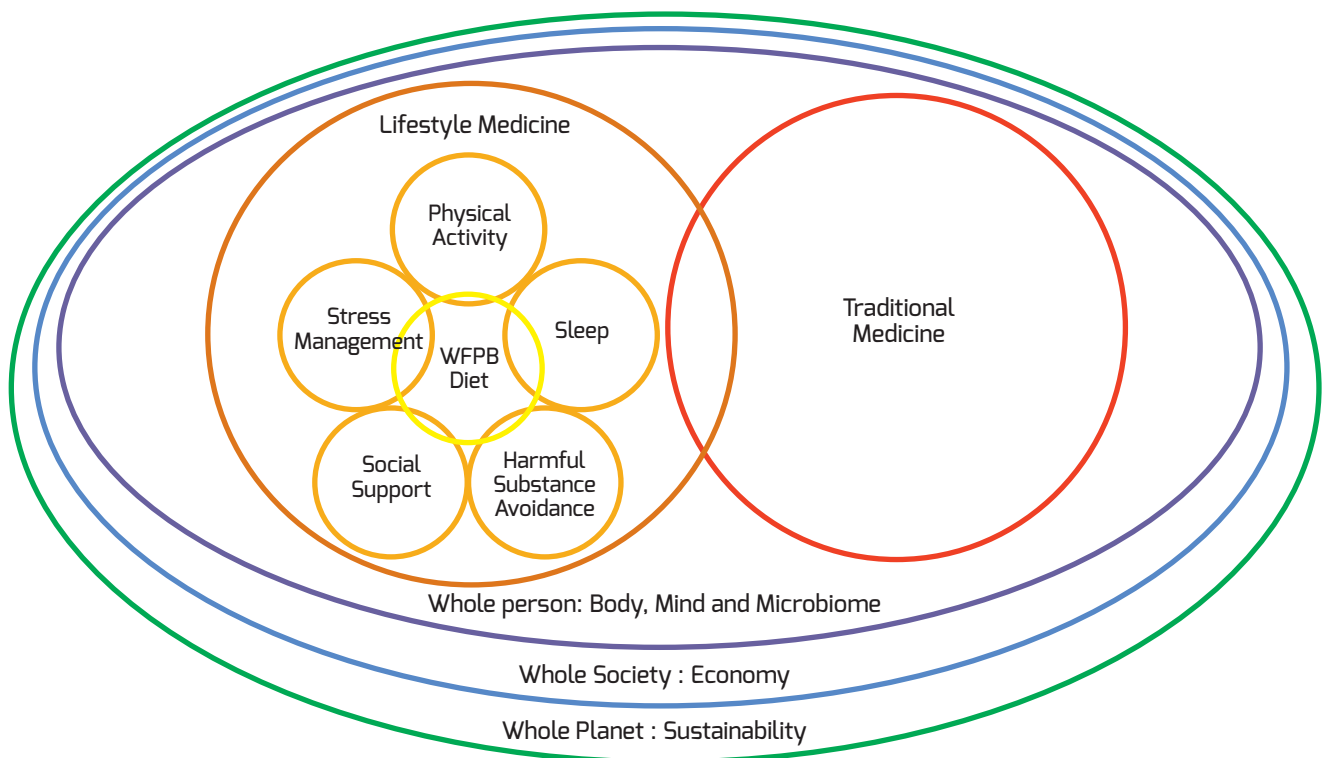 Lifestyle Medicine
Physical
Activity
Stress
Management
WFPB
Diet
Sleep
Social
Support
Harmful
Substance
Avoidance
Traditional
Medicine
Whole person: Body, Mind and Microbiome
Whole Society : Economy
Whole Planet : Sustainability